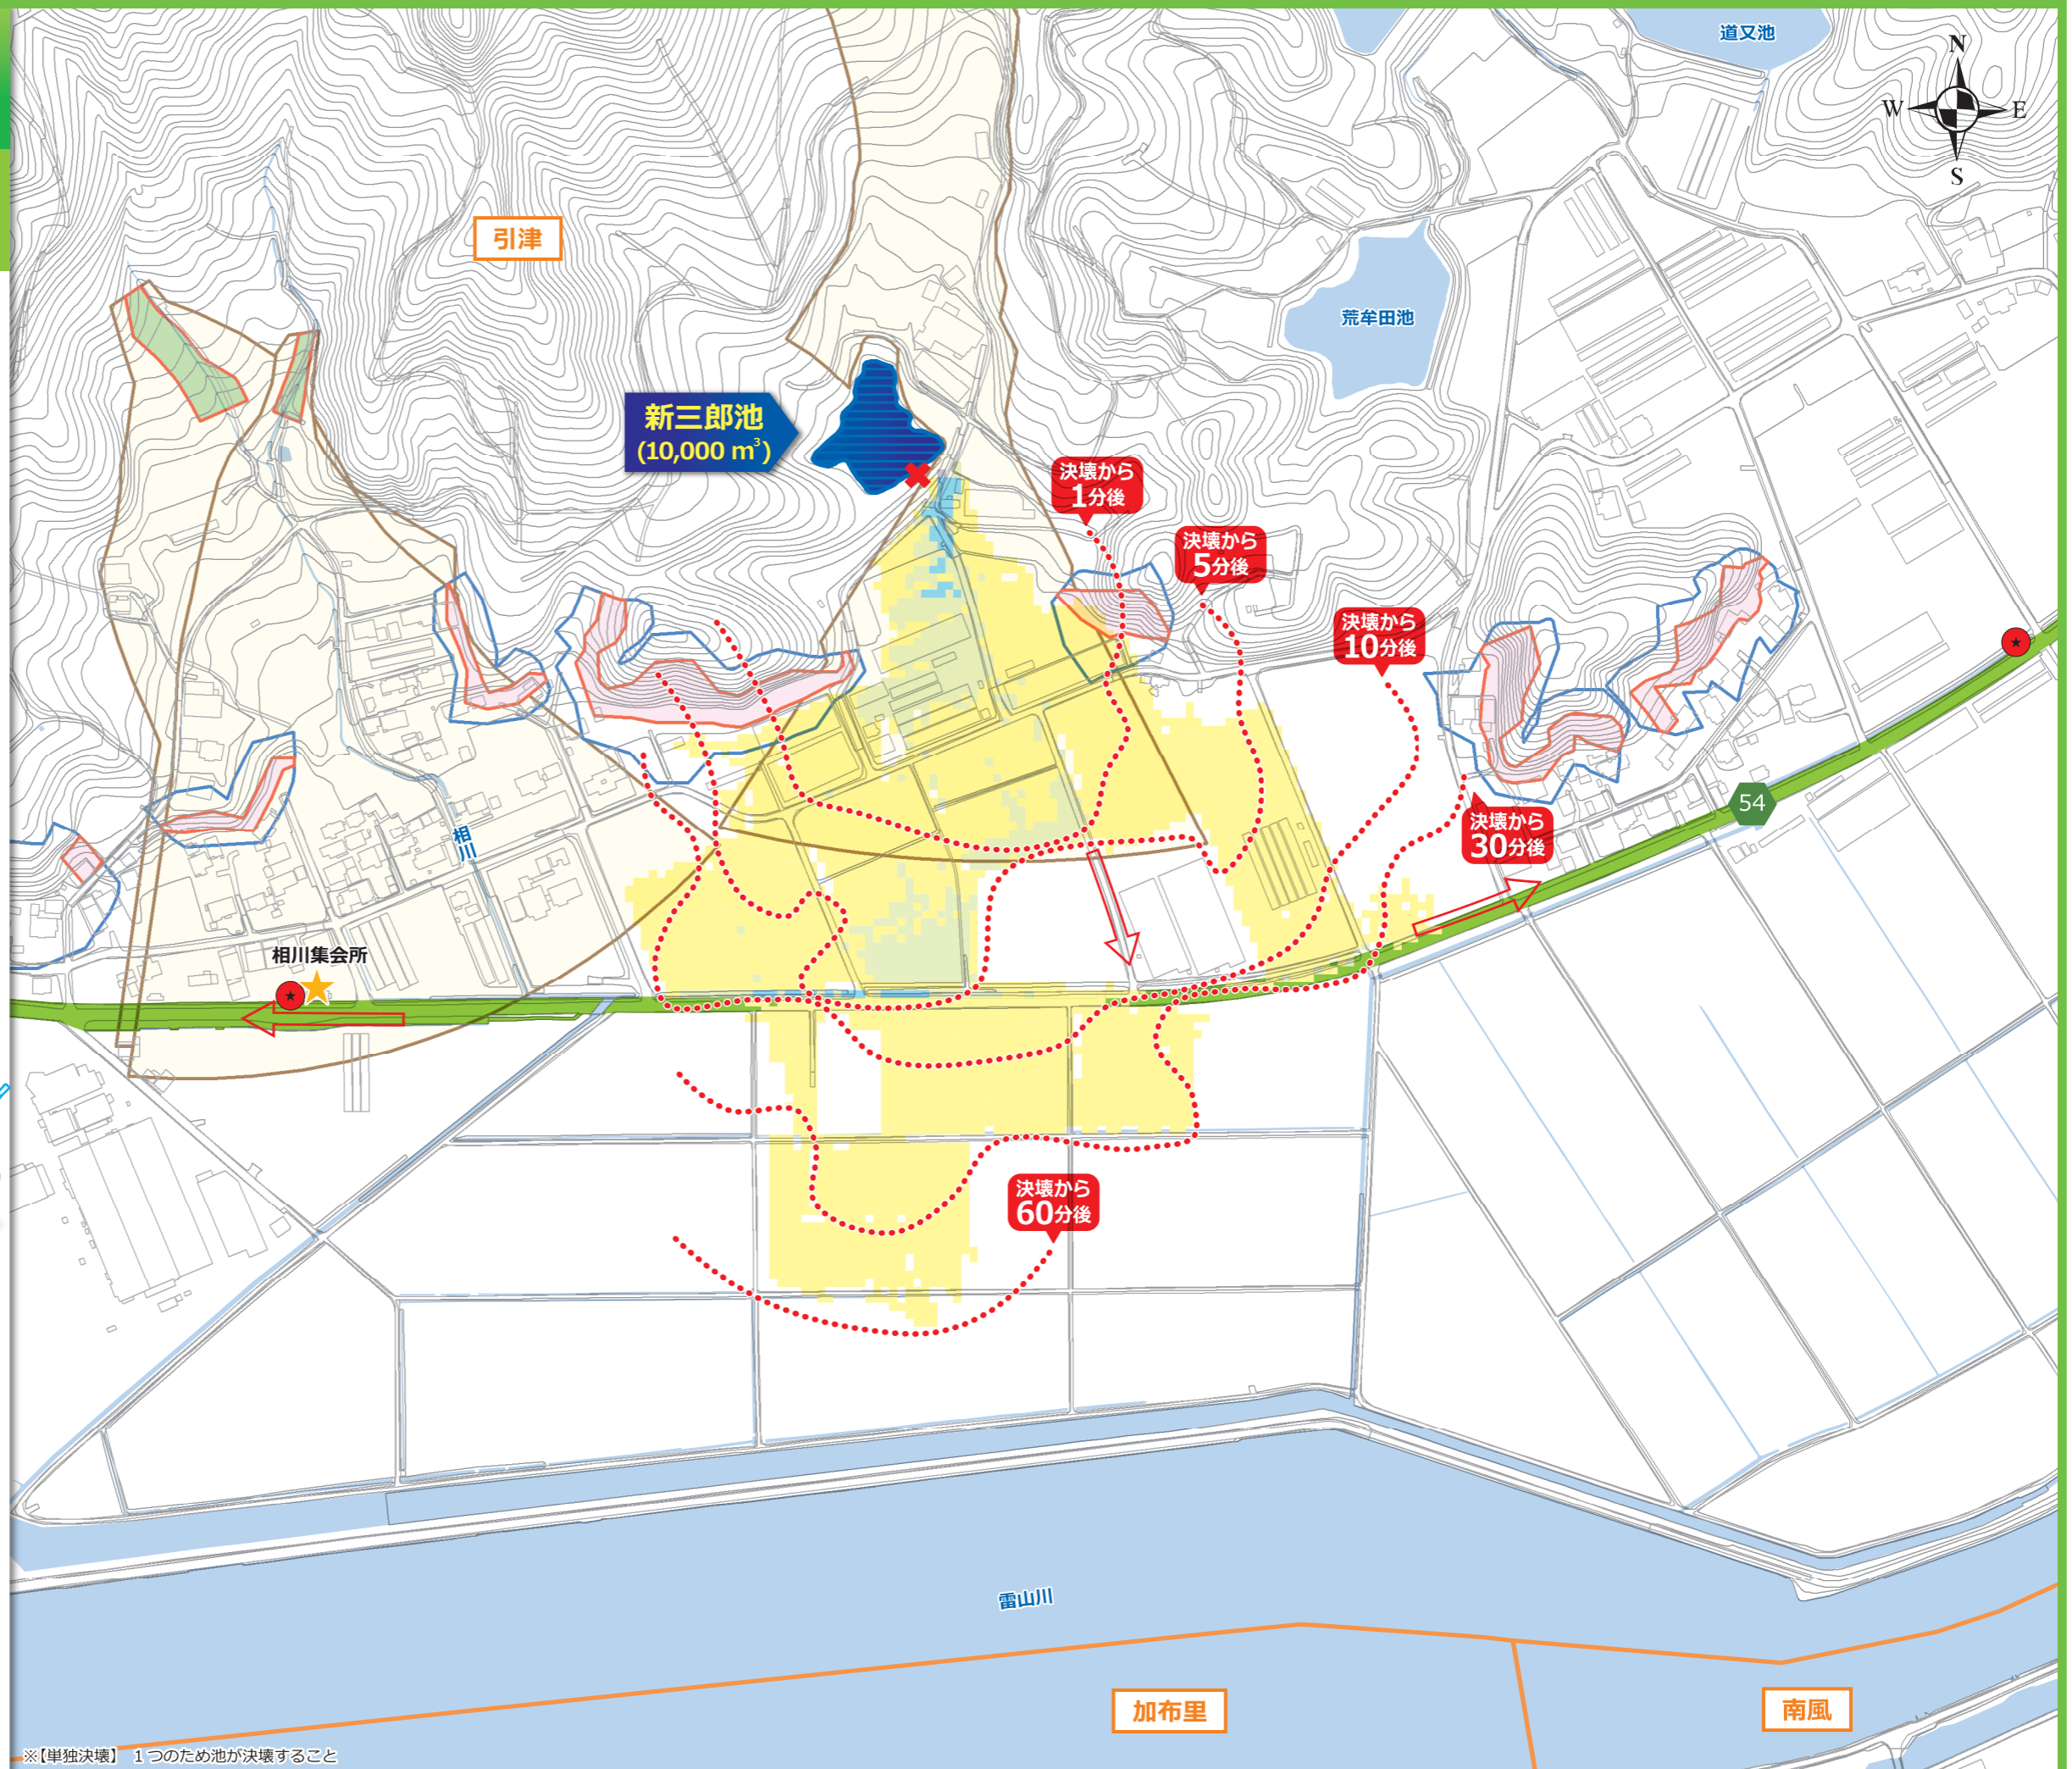 道又池
N
W
E
S
引津
荒牟田池
新三郎池
(10,000 m³)
決壊から
1分後
決壊から
5分後
決壊から
10分後
54
決壊から
30分後
相川
相川集会所
決壊から
60分後
雷山川
加布里
南風
※【単独決壊】 1つのため池が決壊すること